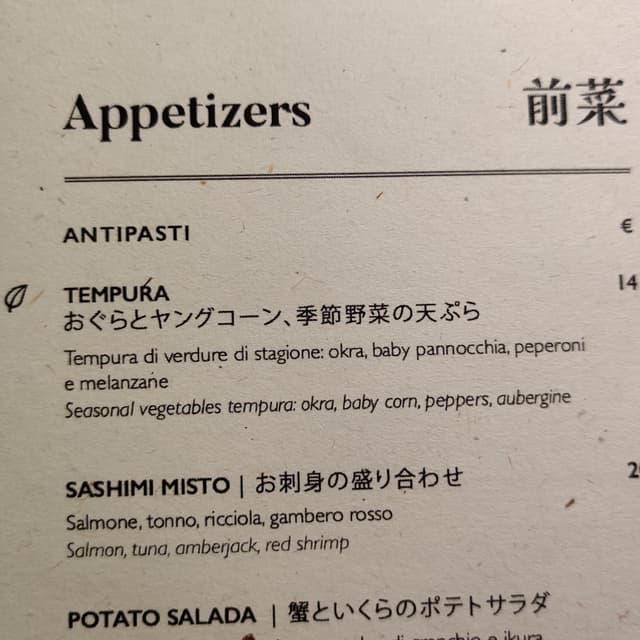 Appetizers 前菜
ANTIPASTI €
TEMPURA 14
おぐらとヤングコーン、季節野菜の天ぷら
Tempura di verdure di stagione: okra, baby pannocchia, peperoni
e melanzane
Seasonal vegetables tempura: okra, baby corn, peppers, aubergine
SASHIMI MISTO | お刺身の盛り合わせ
Salmone, tonno, ricciola, gambero rosso
Salmon, tuna, amberjack, red shrimp
POTATO SALADA | 蟹といくらのポテトサラダ